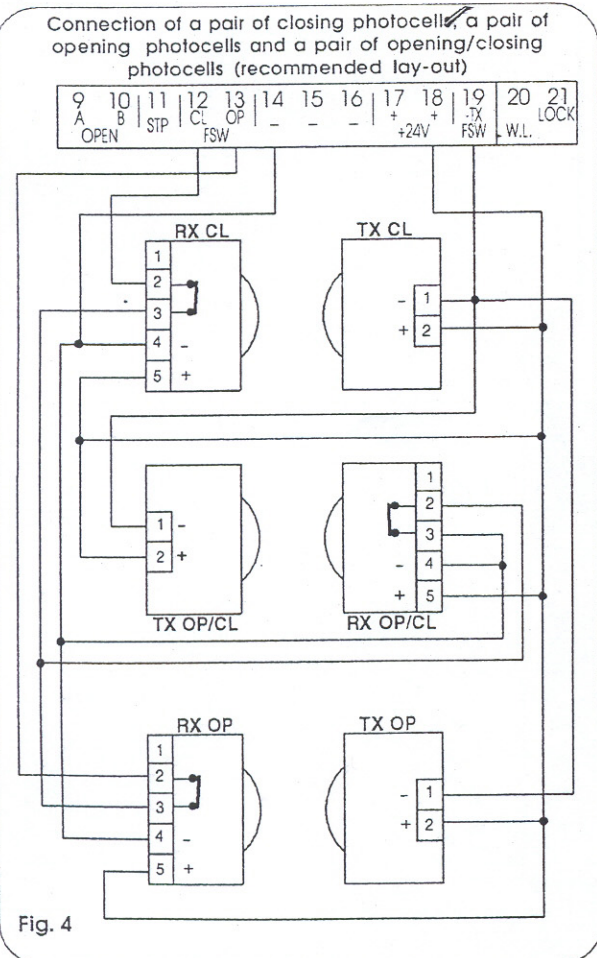 Connection of a pair of closing photocells, a pair of
opening photocells and a pair of opening/closing
photocells (recommended lay-out)
9 10 11 12 13 14 15 16 17 18 19 20 21
A B STP CL OP - - - + + -TX LOCK
OPEN FSW +24V FSW W.L.
RX CL TX CL
1
2
3
4 -
5 +
- 1
+ 2
1 -
2 +
1
2
3
- 4
+ 5
TX OP/CL RX OP/CL
RX OP TX OP
1
2
3
4 -
5 +
- 1
+ 2
Fig. 4